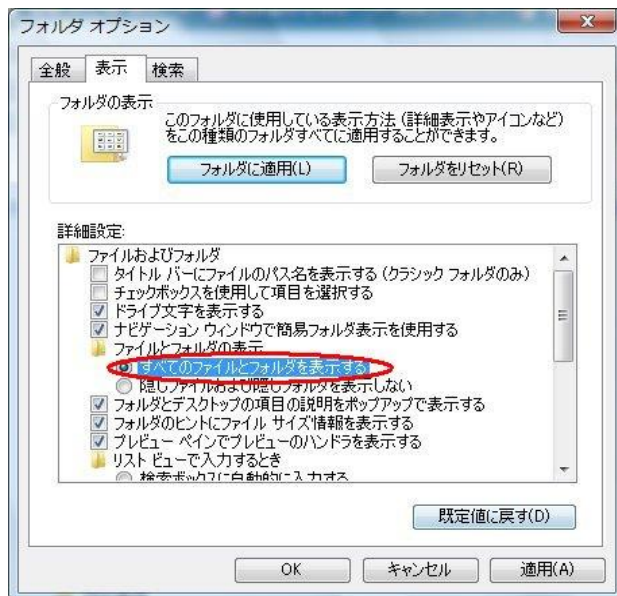 フォルダ オプション
全般
表示
検索
フォルダの表示
このフォルダに使用している表示方法 (詳細表示やアイコンなど)
をこの種類のフォルダすべてに適用することができます。
フォルダに適用(L)
フォルダをリセット(R)
詳細設定:
ファイルおよびフォルダ
タイトル バーにファイルのパス名を表示する (クラシック フォルダのみ)
チェックボックスを使用して項目を選択する
ドライブ文字を表示する
ナビゲーション ウィンドウで簡易フォルダ表示を使用する
ファイルとフォルダの表示
すべてのファイルとフォルダを表示する
隠しファイルおよび隠しフォルダを表示しない
フォルダとデスクトップの項目の説明をポップアップで表示する
フォルダのヒントにファイル サイズ情報を表示する
プレビュー ペインでプレビューのハンドラを表示する
リスト ビューで入力するとき
検索ボックスに自動的に入力する
既定値に戻す(D)
OK
キャンセル
適用(A)